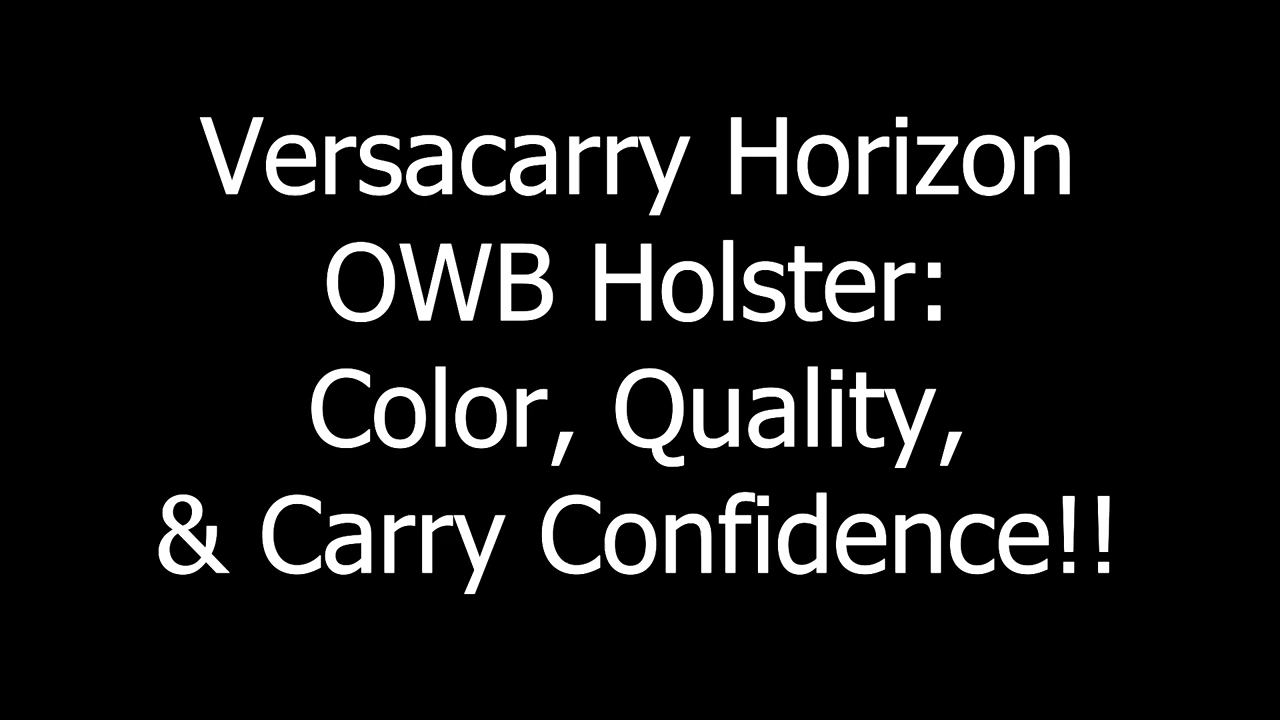 Versacarry Horizon
OWB Holster:
Color, Quality,
& Carry Confidence!!